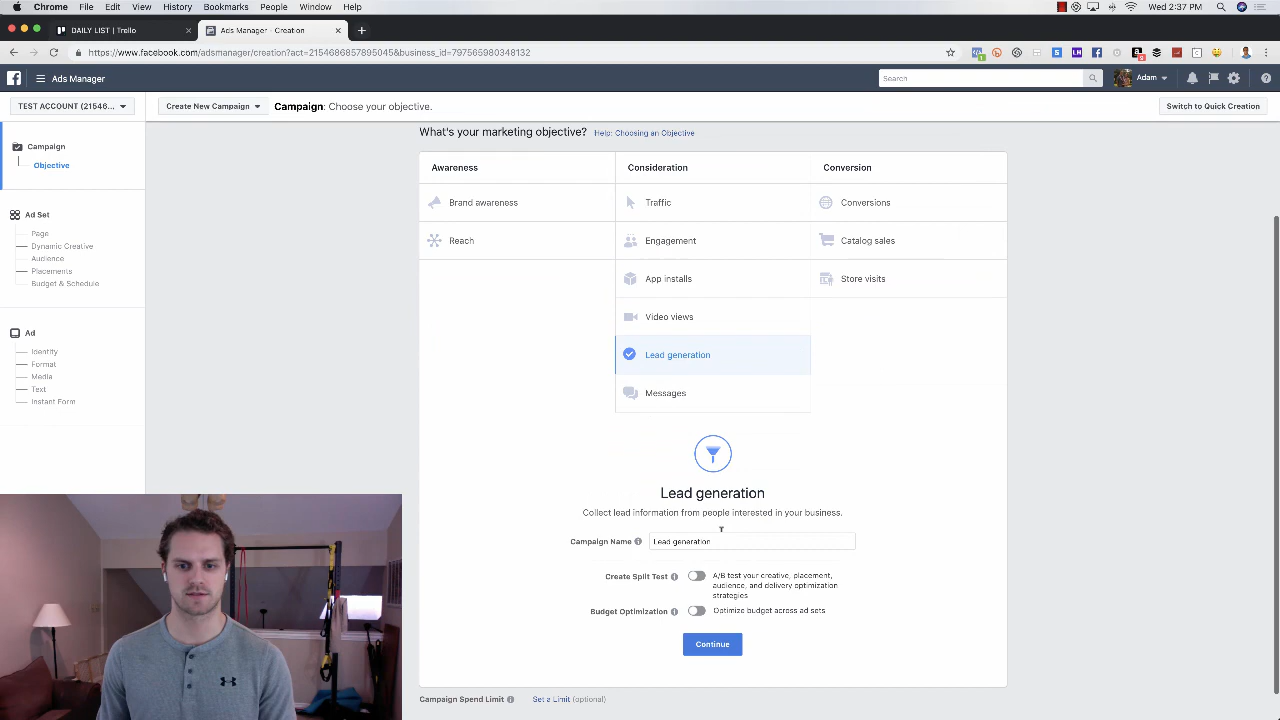 Chrome File Edit View History Bookmarks People Window Help
Wed 2:37 PM
DAILY LIST | Trello
Ads Manager - Creation
https://www.facebook.com/adsmanager/creation?act=2154686857895045&business_id=797565980348132
Ads Manager
Search
Adam
TEST ACCOUNT (21546...
Create New Campaign
Campaign: Choose your objective.
Switch to Quick Creation
Campaign
Objective
Ad Set
Page
Dynamic Creative
Audience
Placements
Budget & Schedule
Ad
Identity
Format
Media
Text
Instant Form
What's your marketing objective? Help: Choosing an Objective
Awareness Consideration Conversion
Brand awareness Traffic Conversions
Reach Engagement Catalog sales
App installs Store visits
Video views
Lead generation
Messages
Lead generation
Collect lead information from people interested in your business.
Campaign Name Lead generation
Create Split Test A/B test your creative, placement,
audience, and delivery optimization
strategies.
Budget Optimization Optimize budget across ad sets
Continue
Campaign Spend Limit Set a Limit (optional)